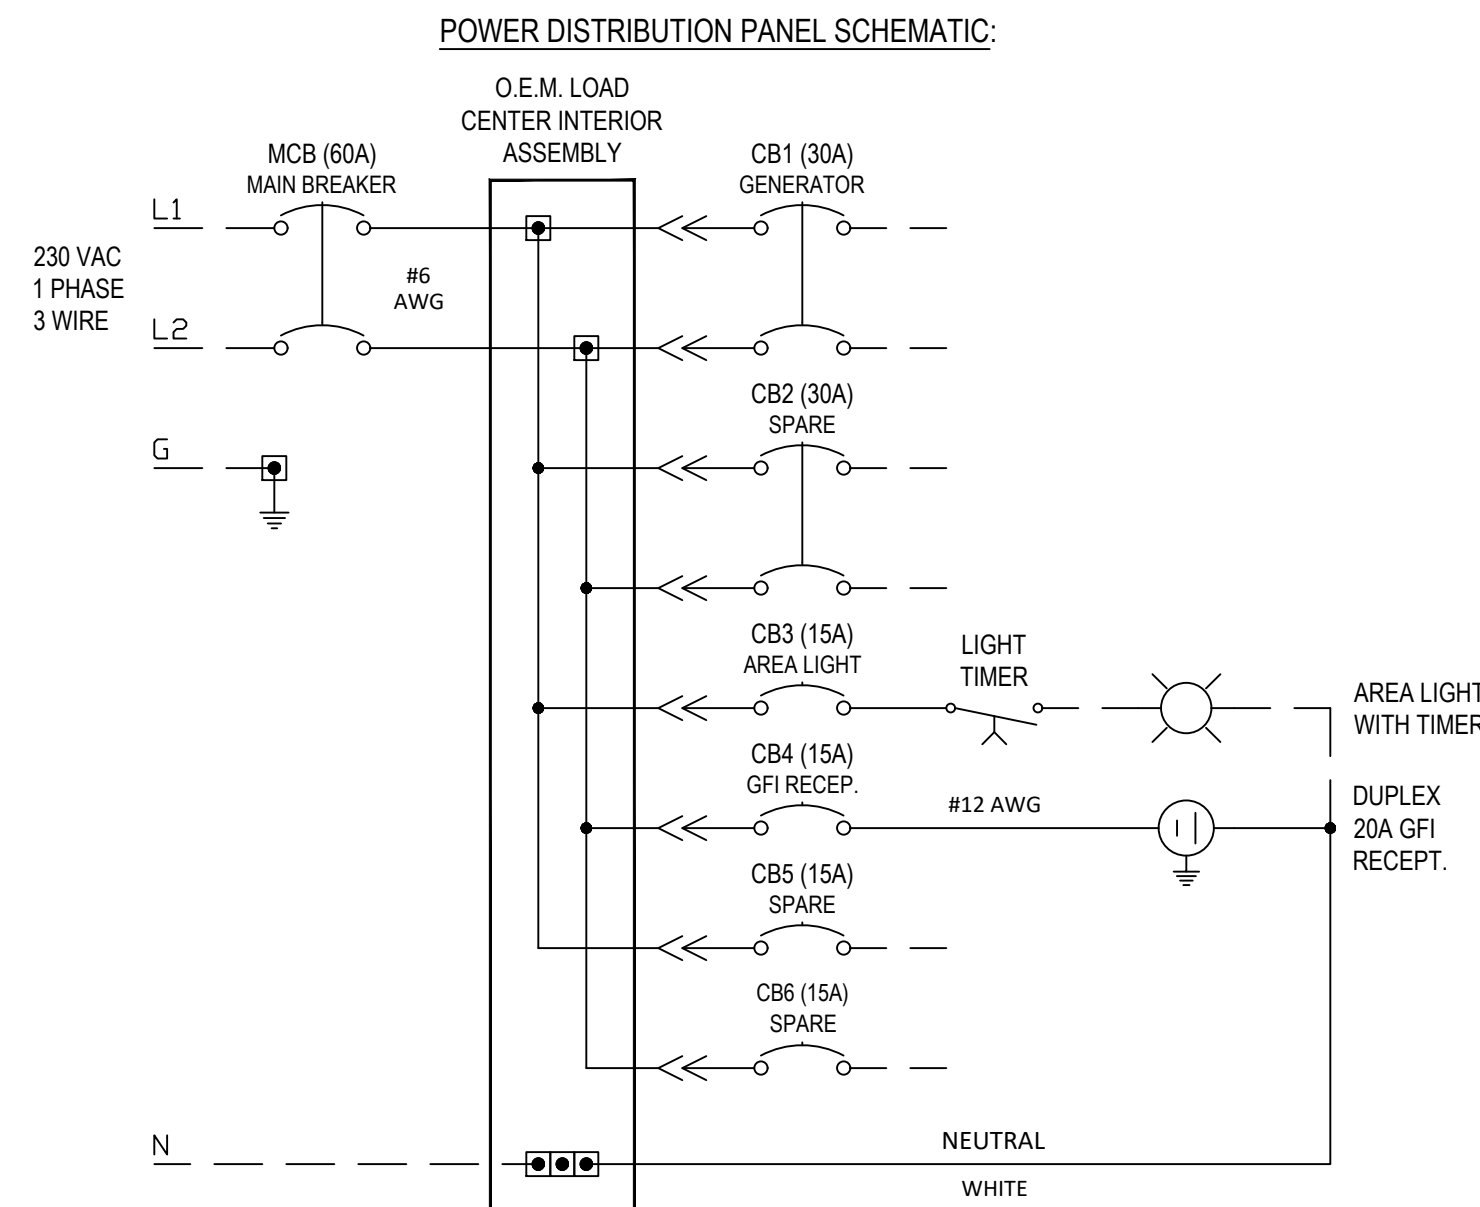 POWER DISTRIBUTION PANEL SCHEMATIC:
O.E.M. LOAD
CENTER INTERIOR
ASSEMBLY
MCB (60A)
MAIN BREAKER
CB1 (30A)
GENERATOR
L1
230 VAC
1 PHASE
3 WIRE
#6
AWG
L2
CB2 (30A)
SPARE
G
CB3 (15A)
AREA LIGHT
LIGHT
TIMER
AREA LIGHT
WITH TIMER
CB4 (15A)
GFI RECEP.
#12 AWG
DUPLEX
20A GFI
RECEPT.
CB5 (15A)
SPARE
CB6 (15A)
SPARE
N
NEUTRAL
WHITE